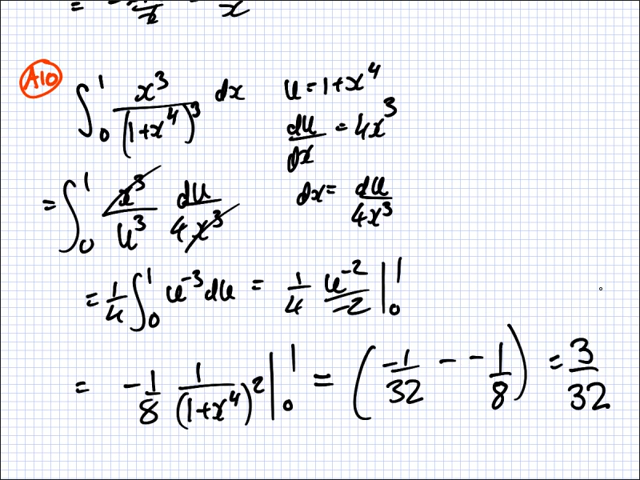 A10
∫₀¹ x³/(1+x⁴)³ dx   u = 1+x⁴
du/dx = 4x³
= ∫₀¹ x³/u³ du/4x³   dx = du/4x³
= 1/4 ∫₀¹ u⁻³ du = 1/4 u⁻²/-2 |₀¹
= -1/8 1/(1+x⁴)² |₀¹ = (-1/32 - -1/8) = 3/32